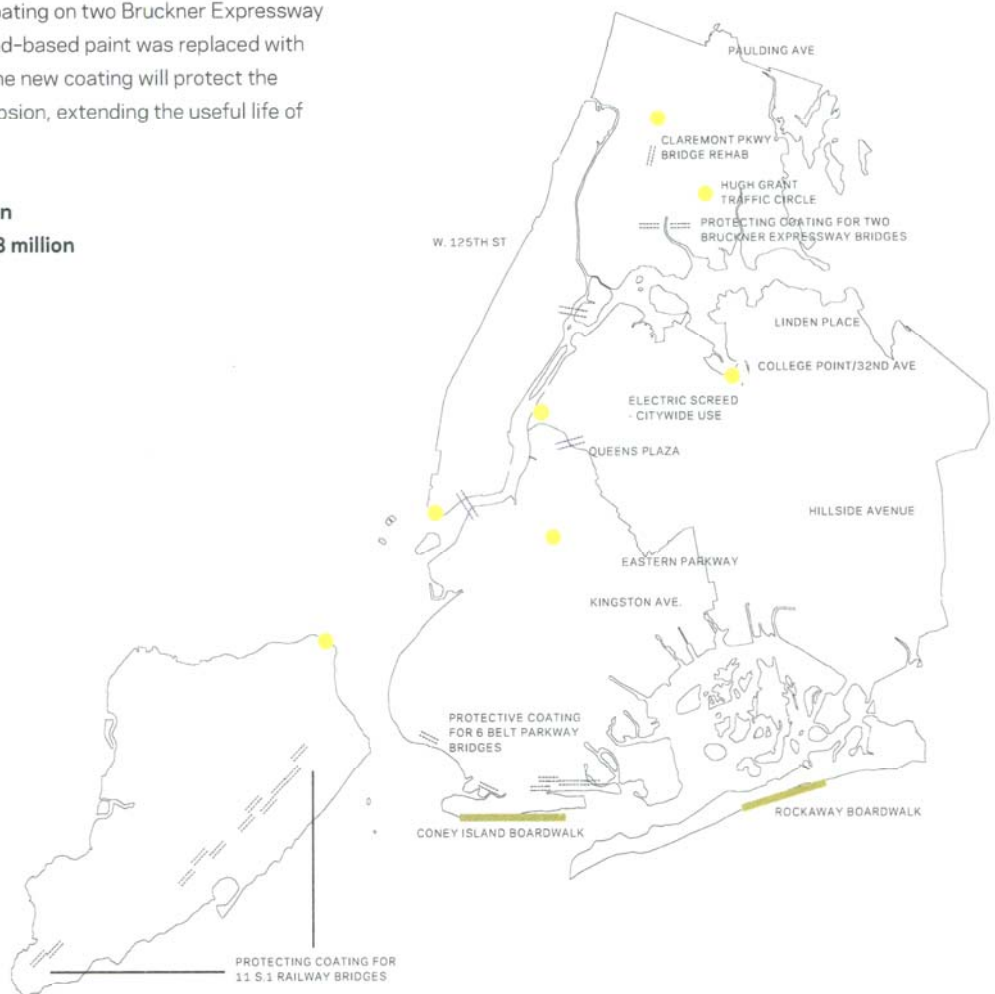 ating on two Bruckner Expressway
d-based paint was replaced with
ne new coating will protect the
osion, extending the useful life of
n
8 million
PAULDING AVE
CLAREMONT PKWY
BRIDGE REHAB
HUGH GRANT
TRAFFIC CIRCLE
W. 125TH ST
PROTECTING COATING FOR TWO
BRUCKNER EXPRESSWAY BRIDGES
LINDEN PLACE
COLLEGE POINT/32ND AVE
ELECTRIC SCREED
- CITYWIDE USE
QUEENS PLAZA
HILLSIDE AVENUE
EASTERN PARKWAY
KINGSTON AVE.
PROTECTIVE COATING
FOR 6 BELT PARKWAY
BRIDGES
ROCKAWAY BOARDWALK
CONEY ISLAND BOARDWALK
PROTECTING COATING FOR
11 S.1 RAILWAY BRIDGES